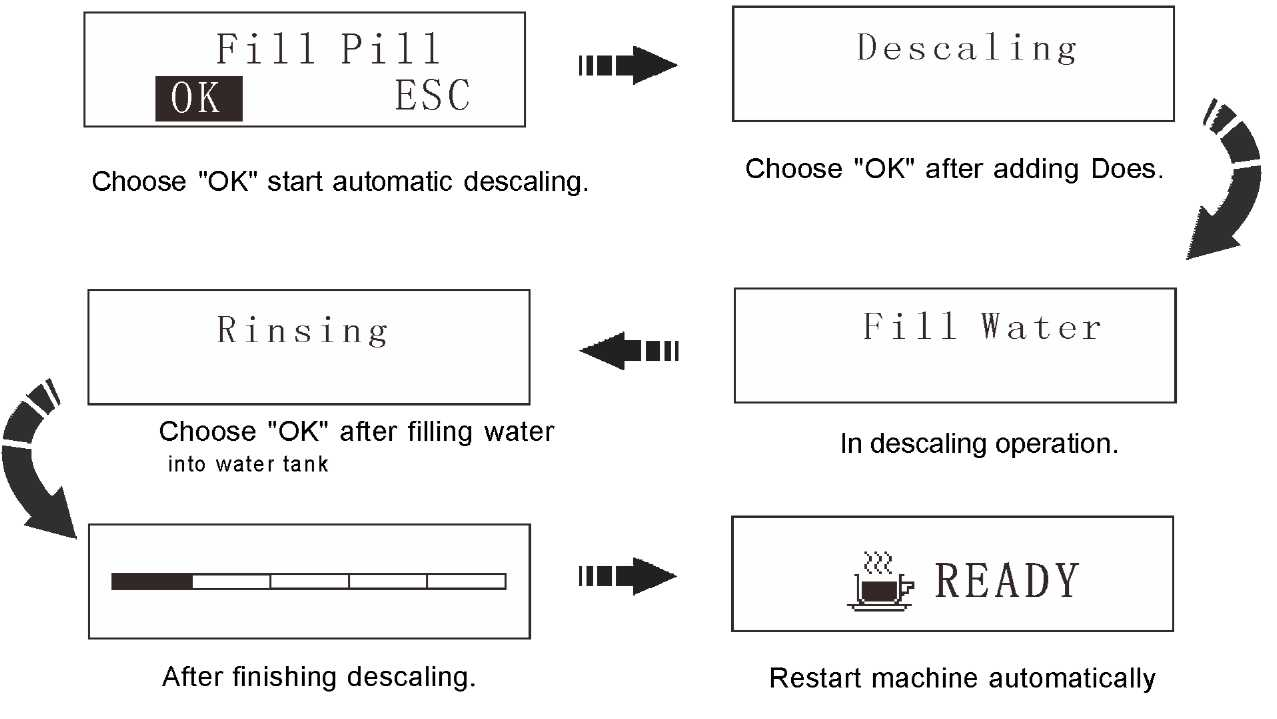 Fill Pill
OK ESC
Choose "OK" start automatic descaling.
Descaling
Choose "OK" after adding Does.
Fill Water
In descaling operation.
Rinsing
Choose "OK" after filling water
into water tank
After finishing descaling.
READY
Restart machine automatically